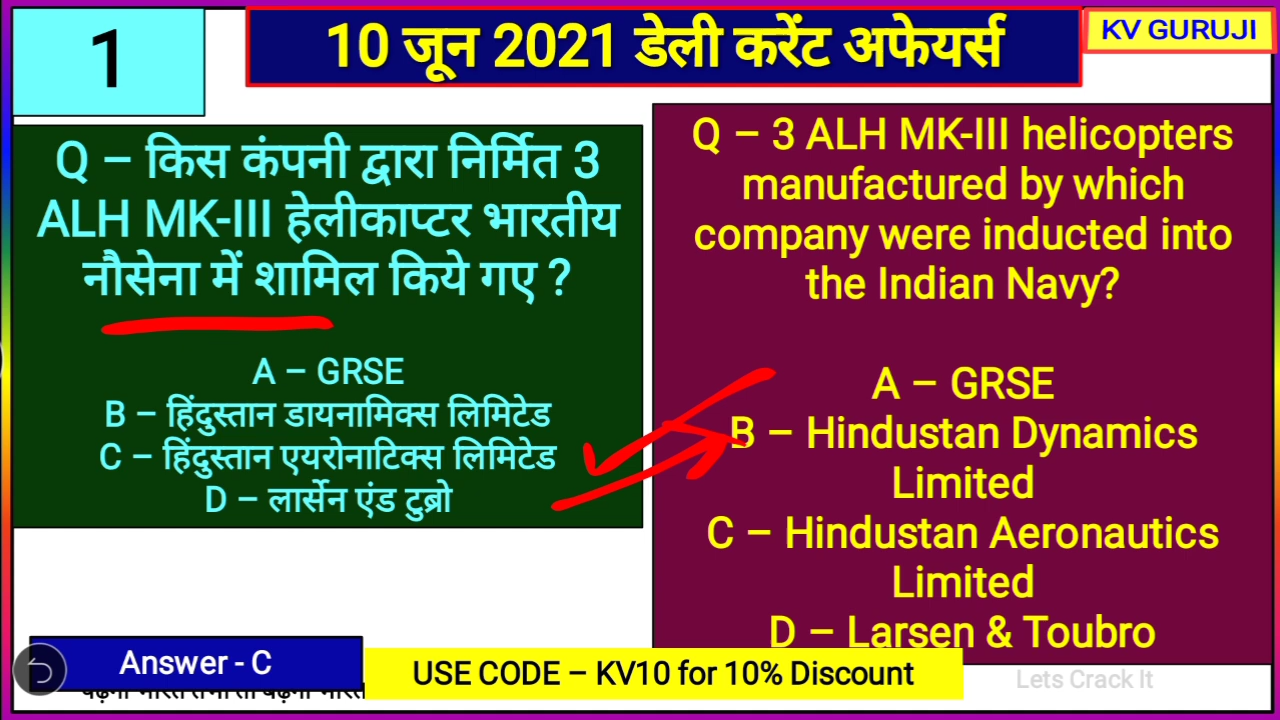 1
10 जून 2021 डेली करेंट अफेयर्स
KV GURUJI
Q – किस कंपनी द्वारा निर्मित 3
ALH MK-III हेलीकाप्टर भारतीय
नौसेना में शामिल किये गए ?
A – GRSE
B – हिंदुस्तान डायनामिक्स लिमिटेड
C – हिंदुस्तान एयरोनाटिक्स लिमिटेड
D – लार्सेन एंड टुब्रो
Q – 3 ALH MK-III helicopters
manufactured by which
company were inducted into
the Indian Navy?
A – GRSE
B – Hindustan Dynamics
Limited
C – Hindustan Aeronautics
Limited
D – Larsen & Toubro
Answer - C
USE CODE – KV10 for 10% Discount
Lets Crack It